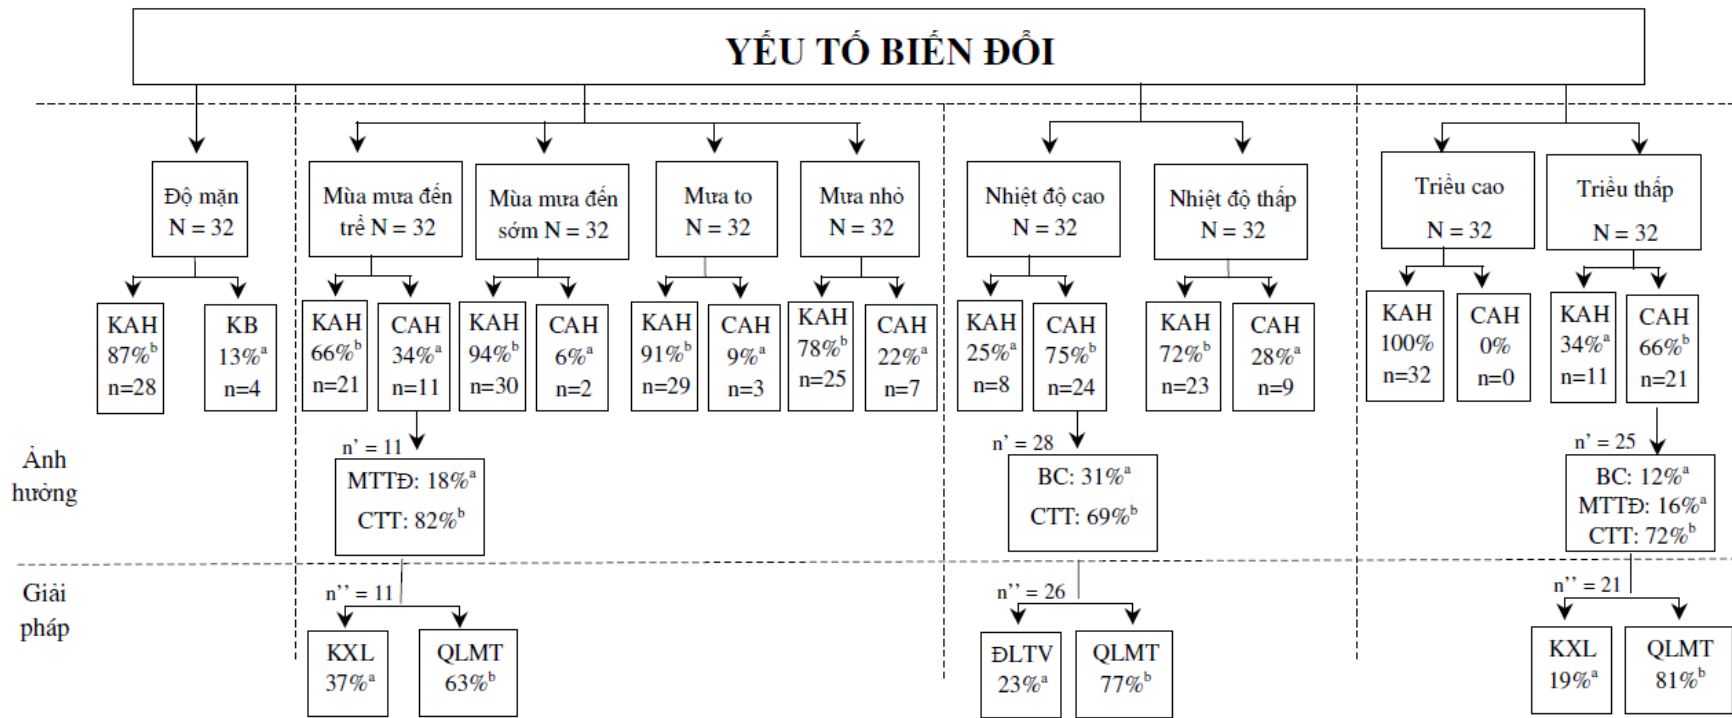 YẾU TỐ BIẾN ĐỔI
Độ mặn
N = 32
Mùa mưa đến
trể N = 32
Mùa mưa đến
sớm N = 32
Mưa to
N = 32
Mưa nhỏ
N = 32
Nhiệt độ cao
N = 32
Nhiệt độ thấp
N = 32
Triều cao
N = 32
Triều thấp
N = 32
KAH
87%ᵇ
n=28
KB
13%ᵃ
n=4
KAH
66%ᵇ
n=21
CAH
34%ᵃ
n=11
KAH
94%ᵇ
n=30
CAH
6%ᵃ
n=2
KAH
91%ᵇ
n=29
CAH
9%ᵃ
n=3
KAH
78%ᵇ
n=25
CAH
22%ᵃ
n=7
KAH
25%ᵃ
n=8
CAH
75%ᵇ
n=24
KAH
72%ᵇ
n=23
CAH
28%ᵃ
n=9
KAH
100%
n=32
CAH
0%
n=0
KAH
34%ᵃ
n=11
CAH
66%ᵇ
n=21
Ảnh
hưởng
n’ = 11
MTTĐ: 18%ᵃ
CTT: 82%ᵇ
n’ = 28
BC: 31%ᵃ
CTT: 69%ᵇ
n’ = 25
BC: 12%ᵃ
MTTĐ: 16%ᵃ
CTT: 72%ᵇ
Giải
pháp
n’’ = 11
KXL
37%ᵃ
QLMT
63%ᵇ
n’’ = 26
ĐLTV
23%ᵃ
QLMT
77%ᵇ
n’’ = 21
KXL
19%ᵃ
QLMT
81%ᵇ